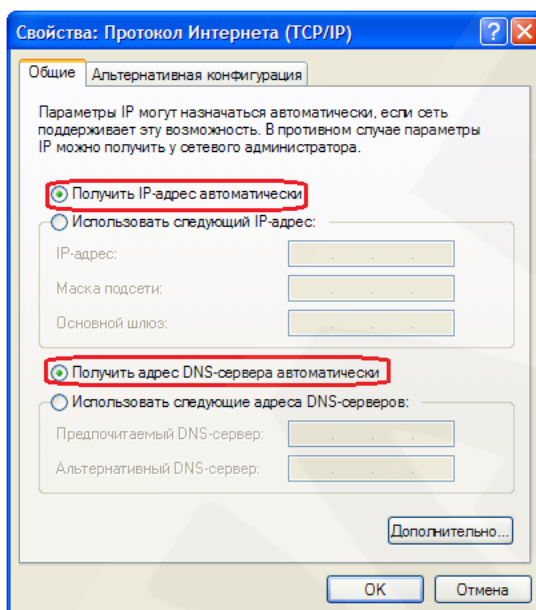 Свойства: Протокол Интернета (TCP/IP)
Общие
Альтернативная конфигурация
Параметры IP могут назначаться автоматически, если сеть
поддерживает эту возможность. В противном случае параметры
IP можно получить у сетевого администратора.
Получить IP-адрес автоматически
Использовать следующий IP-адрес:
IP-адрес:
Маска подсети:
Основной шлюз:
Получить адрес DNS-сервера автоматически
Использовать следующие адреса DNS-серверов:
Предпочитаемый DNS-сервер:
Альтернативный DNS-сервер:
Дополнительно...
OK
Отмена